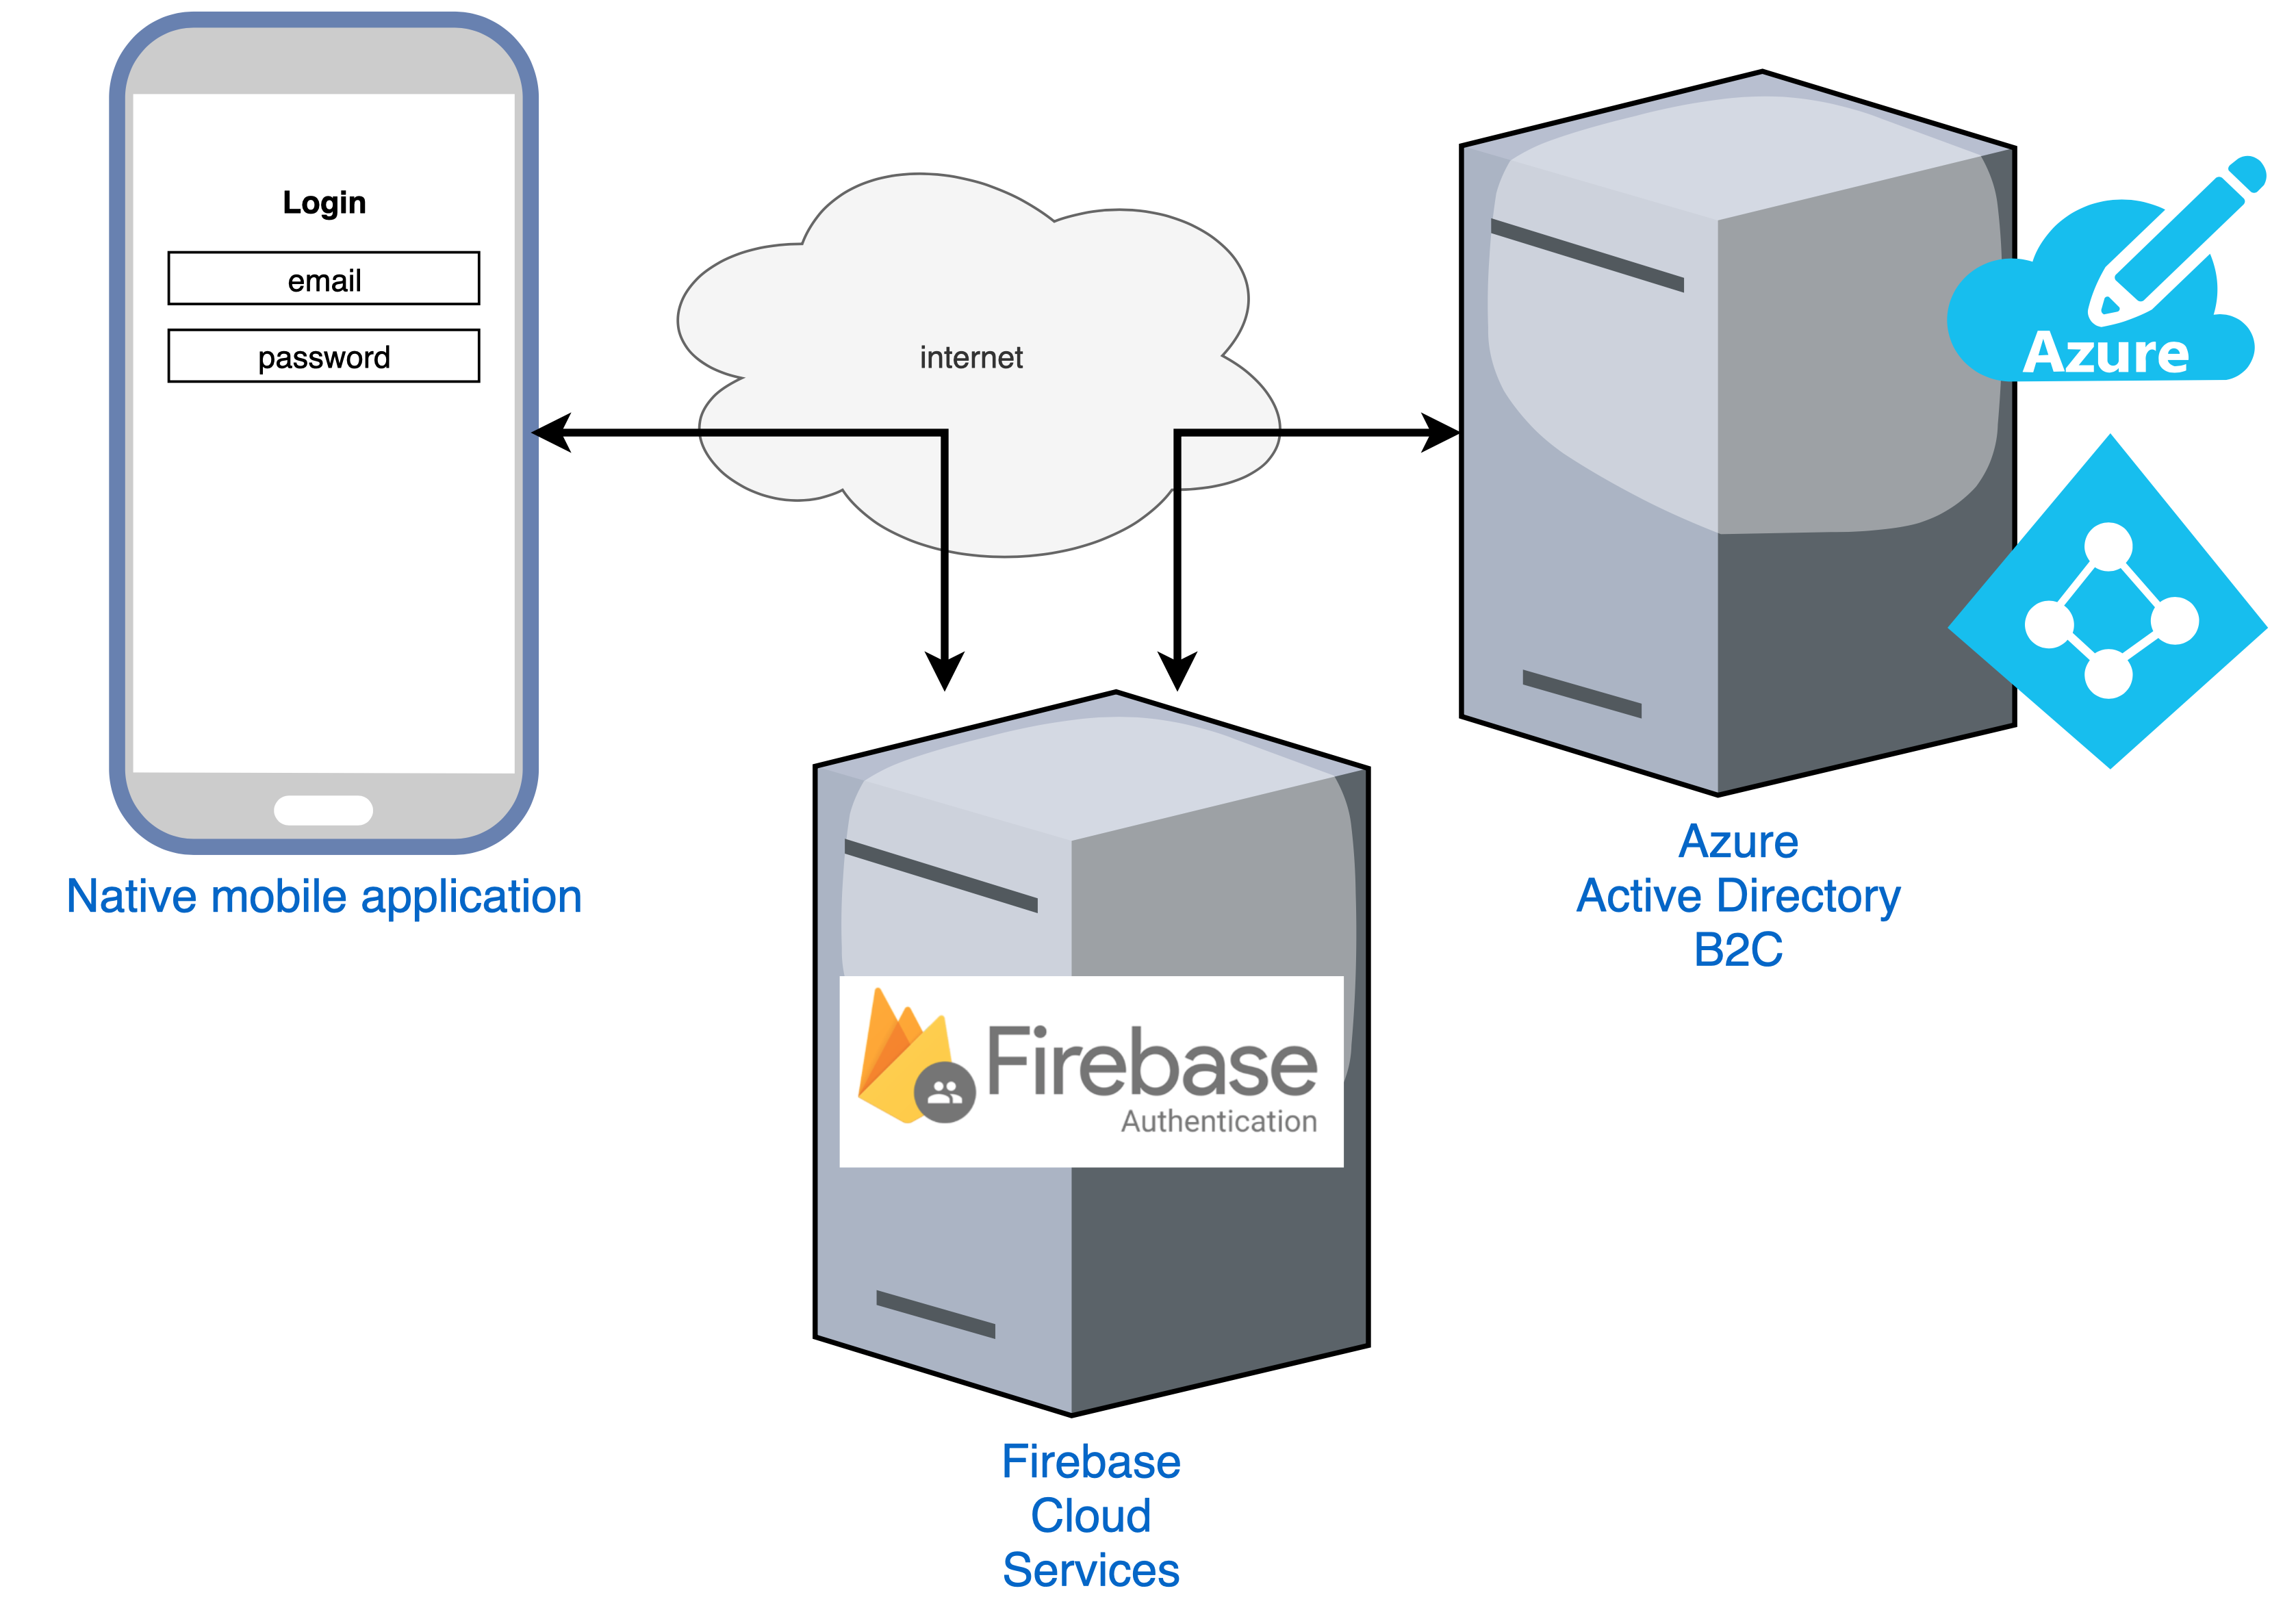 Login
email
password
internet
Azure
Native mobile application
Azure
Active Directory
B2C
Firebase
Authentication
Firebase
Cloud
Services